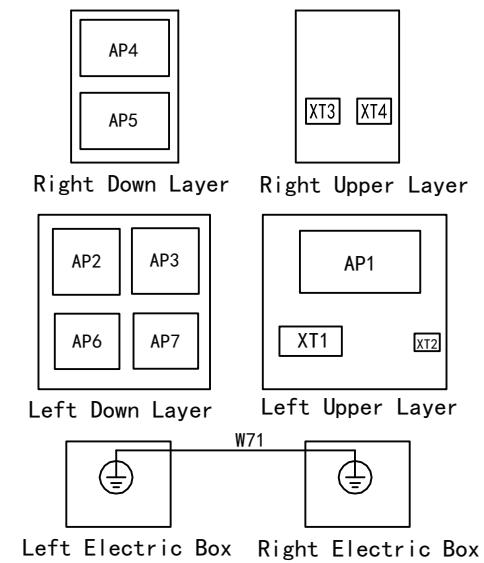 AP4
AP5
XT3 XT4
Right Down Layer Right Upper Layer
AP2 AP3
AP1
AP6 AP7
XT1 XT2
Left Down Layer Left Upper Layer
W71
Left Electric Box Right Electric Box